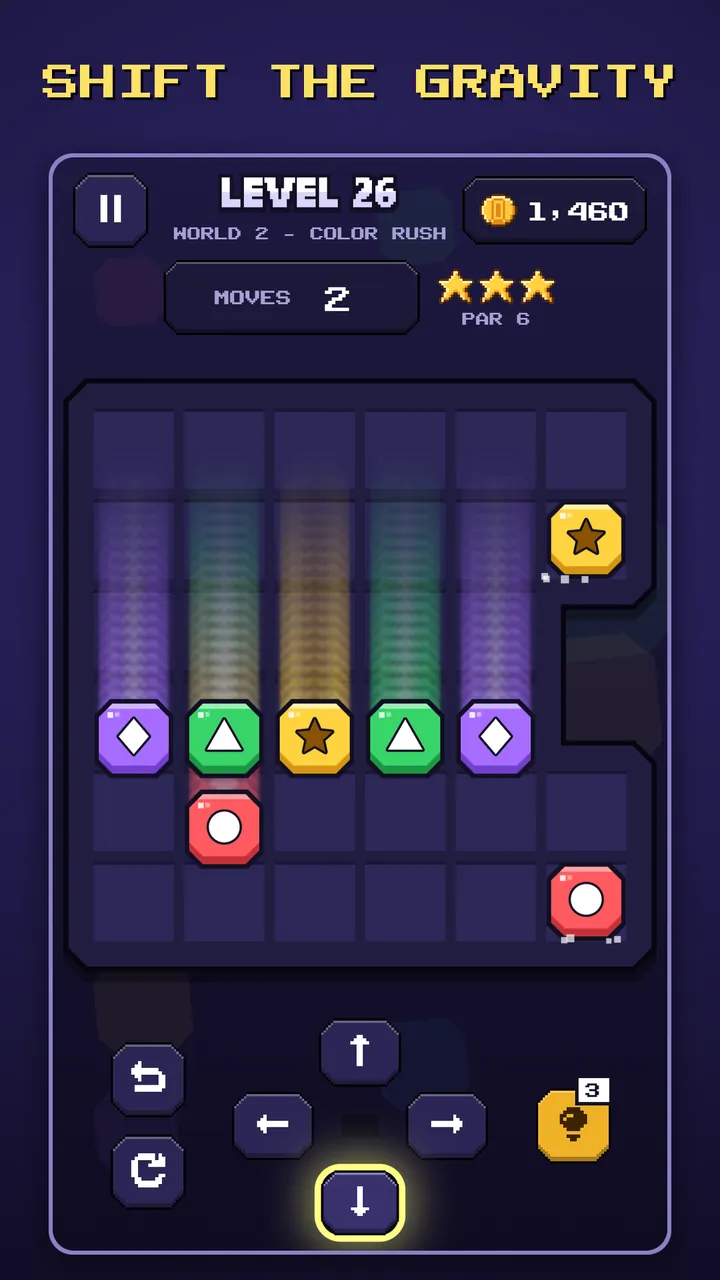 SHIFT THE GRAVITY
LEVEL 26
1,460
WORLD 2 - COLOR RUSH
MOVES 2
PAR 6
3